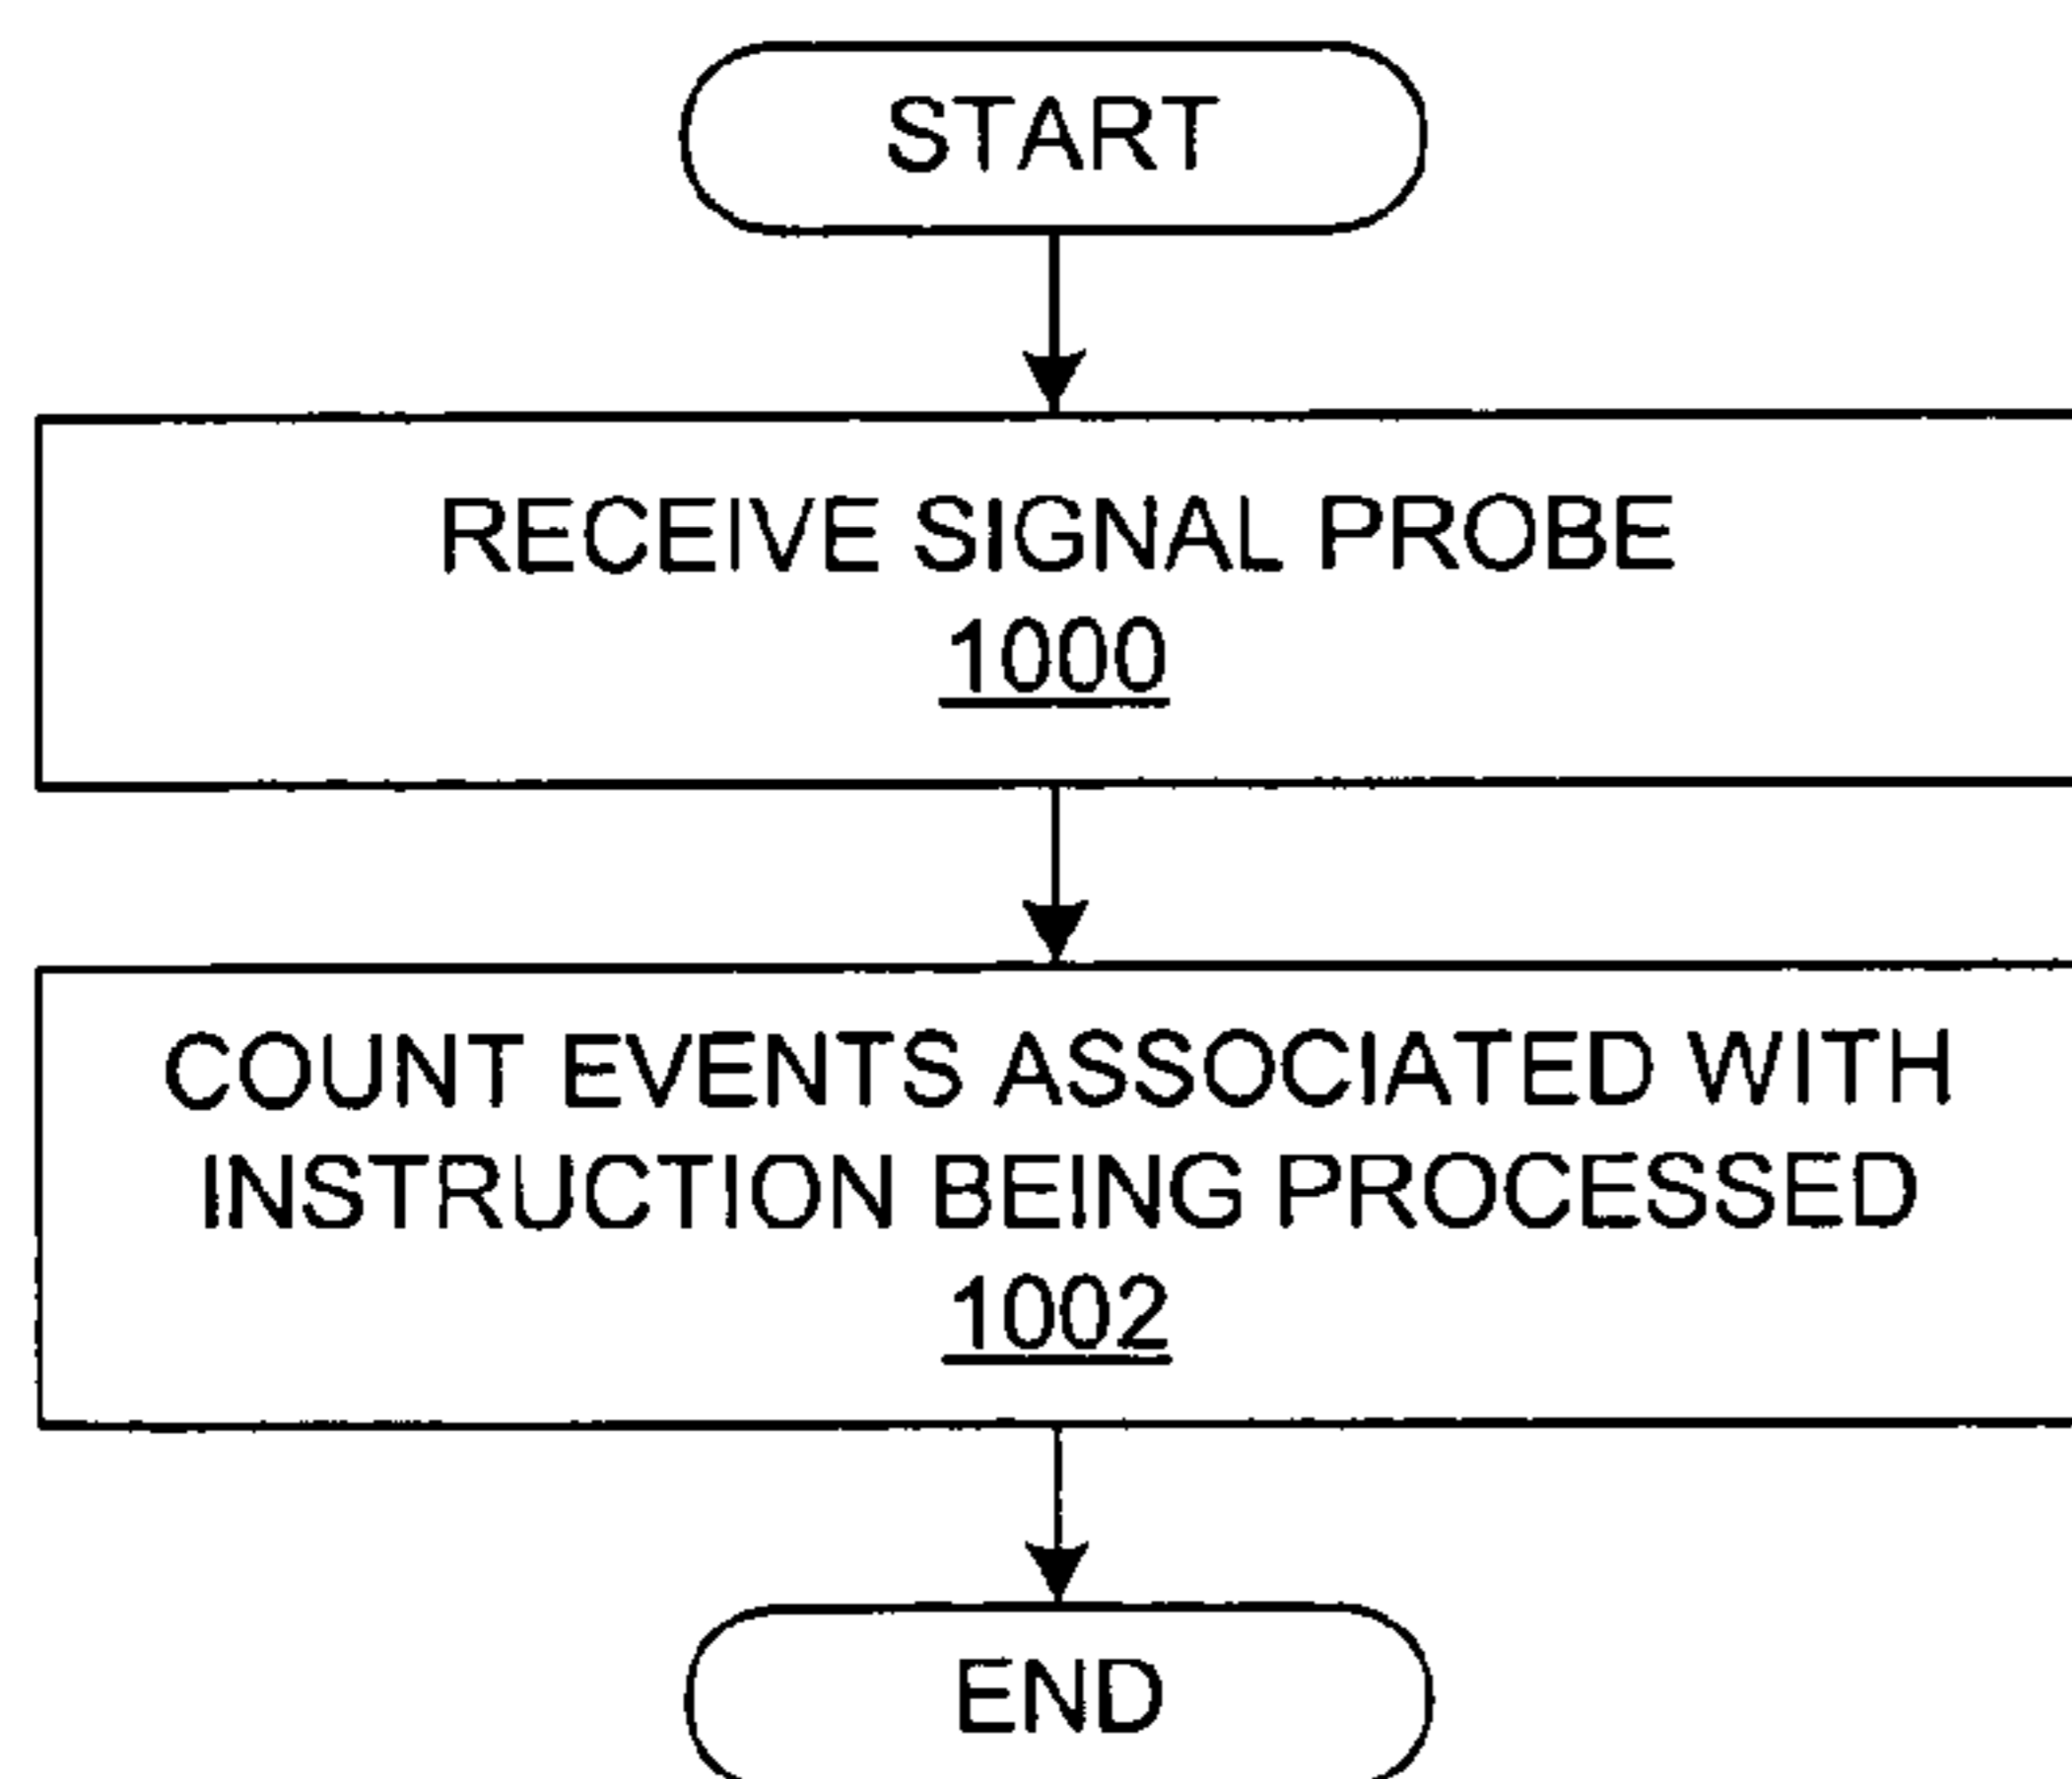 START
RECEIVE SIGNAL PROBE
1000
COUNT EVENTS ASSOCIATED WITH
INSTRUCTION BEING PROCESSED
1002
END